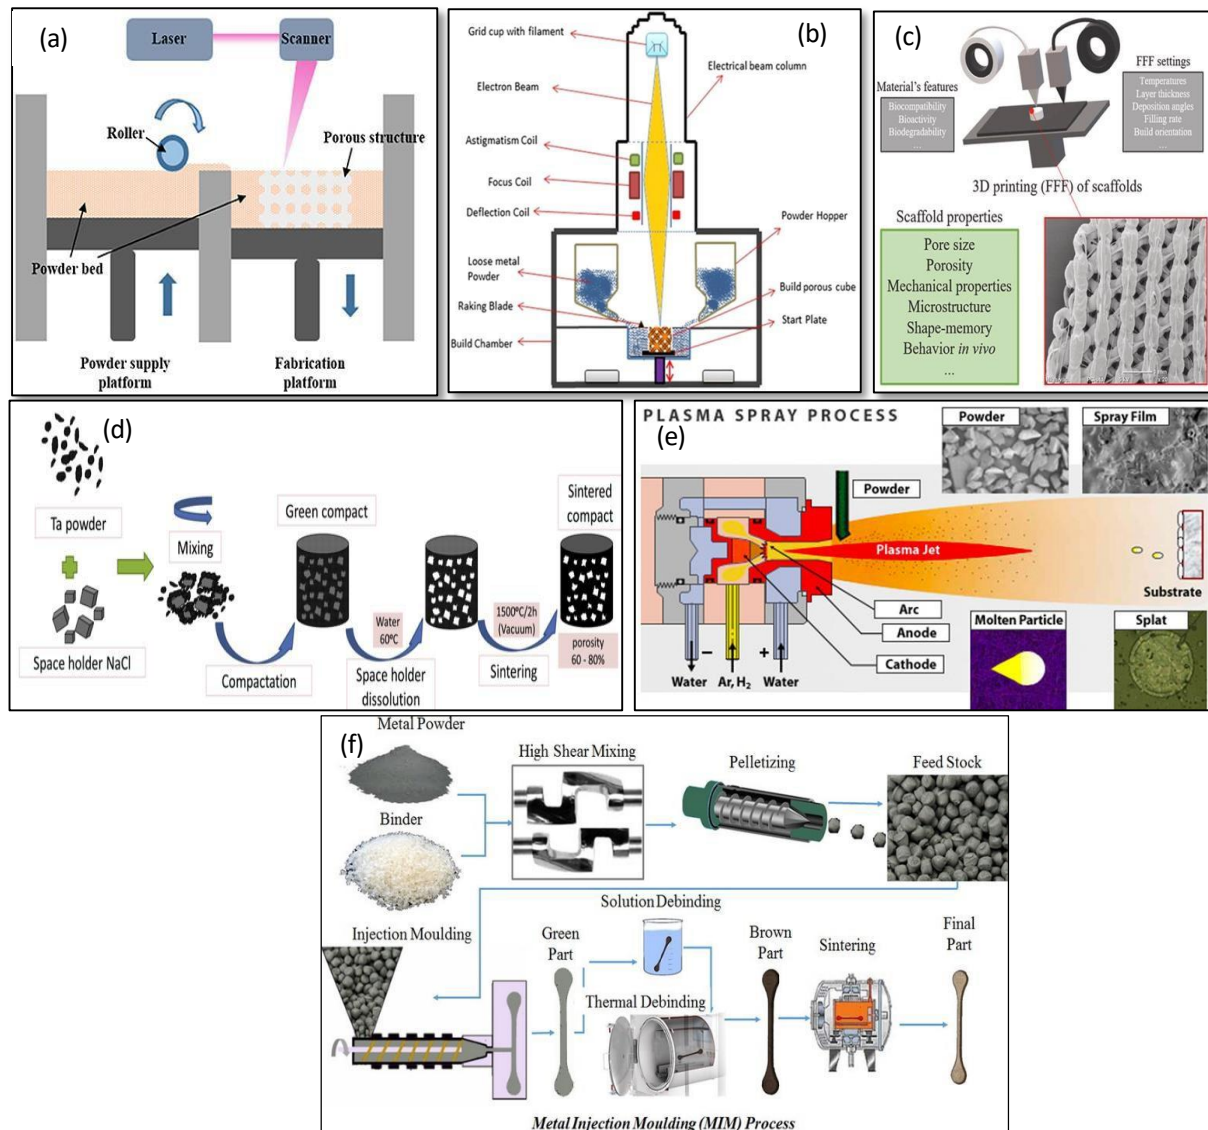 (a)
Laser
Scanner
Roller
Porous structure
Powder bed
Powder supply
platform
Fabrication
platform
(b)
Grid cup with filament
Electrical beam column
Electron Beam
Astigmatism Coil
Focus Coil
Deflection Coil
Powder Hopper
Loose metal
Powder
Build porous cube
Raking Blade
Start Plate
Build Chamber
(c)
FFF settings
Temperatures
Layer thickness
Deposition angles
Filling rate
Build orientation
...
Material's features
Biocompatibility
Bioactivity
Biodegradability
...
3D printing (FFF) of scaffolds
Scaffold properties
Pore size
Porosity
Mechanical properties
Microstructure
Shape-memory
Behavior in vivo
...
(d)
Ta powder
Space holder NaCl
Mixing
Green compact
Sintered
compact
Compactation
Water
60ºC
Space holder
dissolution
1500ºC/2h
(Vacuum)
Sintering
porosity
60 - 80%
PLASMA SPRAY PROCESS
(e)
Powder
Spray Film
Powder
Plasma Jet
Substrate
Arc
Anode
Cathode
Molten Particle
Splat
−
+
Water
Ar, H2
Water
(f)
Metal Powder
High Shear Mixing
Pelletizing
Feed Stock
Binder
Injection Moulding
Green
Part
Solution Debinding
Thermal Debinding
Brown
Part
Sintering
Final
Part
Metal Injection Moulding (MIM) Process